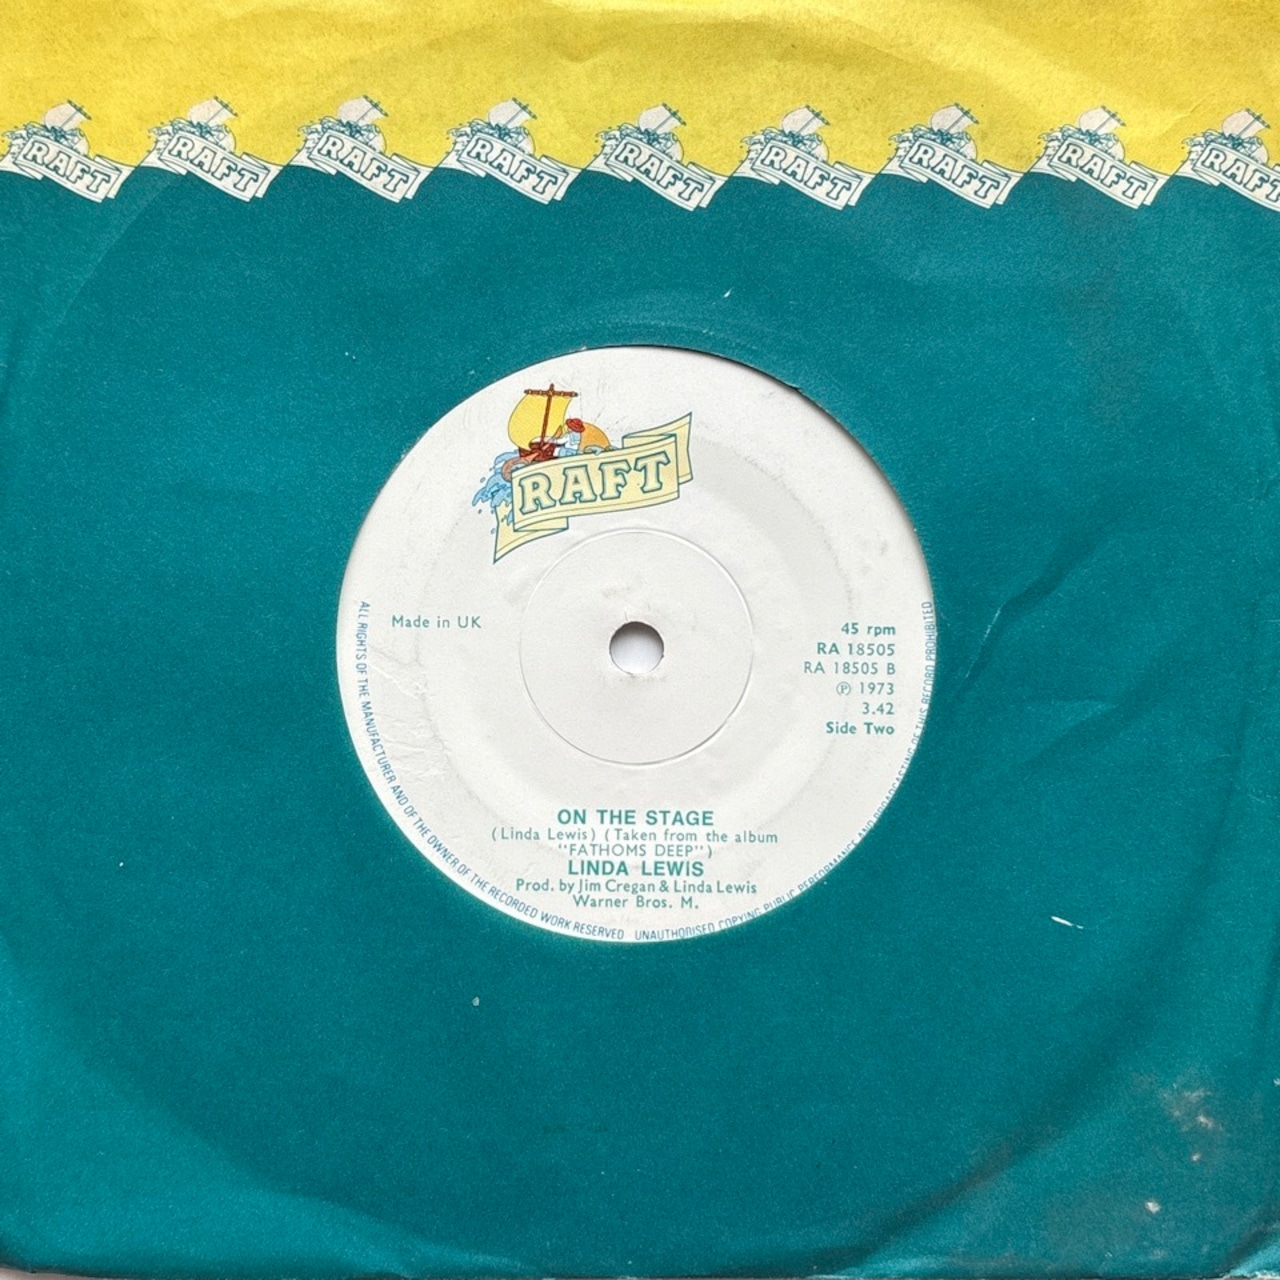 RAFT RAFT RAFT RAFT RAFT RAFT RAFT RAFT RAFT
RAFT
Made in UK
45 rpm
RA 18505
RA 18505 B
℗ 1973
3.42
Side Two
ON THE STAGE
(Linda Lewis) (Taken from the album
"FATHOMS DEEP")
LINDA LEWIS
Prod. by Jim Cregan & Linda Lewis
Warner Bros. M.
ALL RIGHTS OF THE MANUFACTURER AND OF THE OWNER OF THE RECORDED WORK RESERVED UNAUTHORISED COPYING PUBLIC PERFORMANCE AND BROADCASTING OF THIS RECORD PROHIBITED